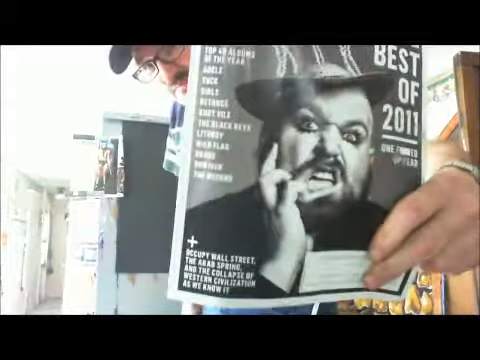 TOP 40 ALBUMS
OF THE YEAR
ADELE
TYCK
GIRLS
BEYONCE
KURT VILE
THE BLACK KEYS
LITURGY
WILD FLAG
DRAKE
BON IVER
THE WEEKND
BEST
OF
2011
ONE F
UP YEAR
+
OCCUPY WALL STREET,
THE ARAB SPRING,
AND THE COLLAPSE OF
WESTERN CIVILIZATION
AS WE KNOW IT